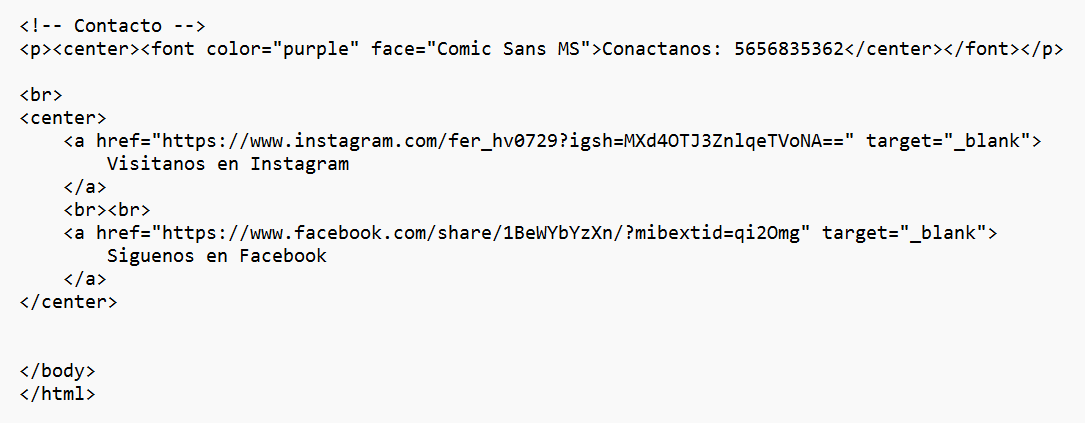 <!-- Contacto -->
<p><center><font color="purple" face="Comic Sans MS">Conactanos: 5656835362</center></font></p>
<br>
<center>
<a href="https://www.instagram.com/fer_hv0729?igsh=MXd4OTJ3ZnlqeTVoNA==" target="_blank">
Visitanos en Instagram
</a>
<br><br>
<a href="https://www.facebook.com/share/1BeWYbYzXn/?mibextid=qi2Omg" target="_blank">
Siguenos en Facebook
</a>
</center>
</body>
</html>